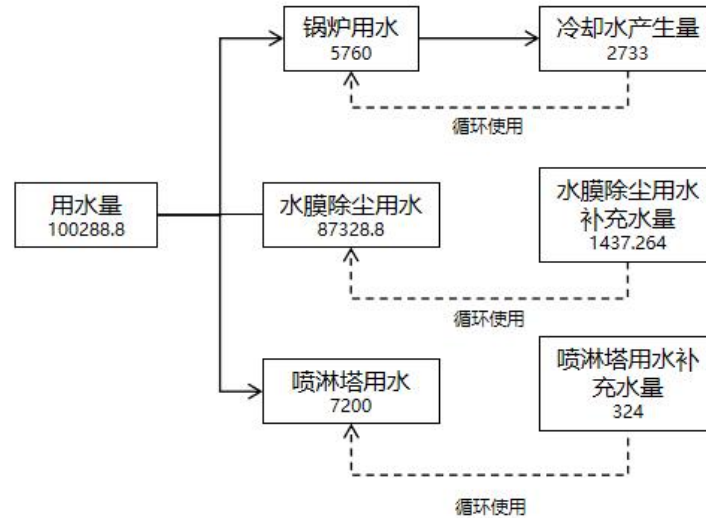 锅炉用水
5760
冷却水产生量
2733
循环使用
用水量
100288.8
水膜除尘用水
87328.8
水膜除尘用水
补充水量
1437.264
循环使用
喷淋塔用水
7200
喷淋塔用水补
充水量
324
循环使用